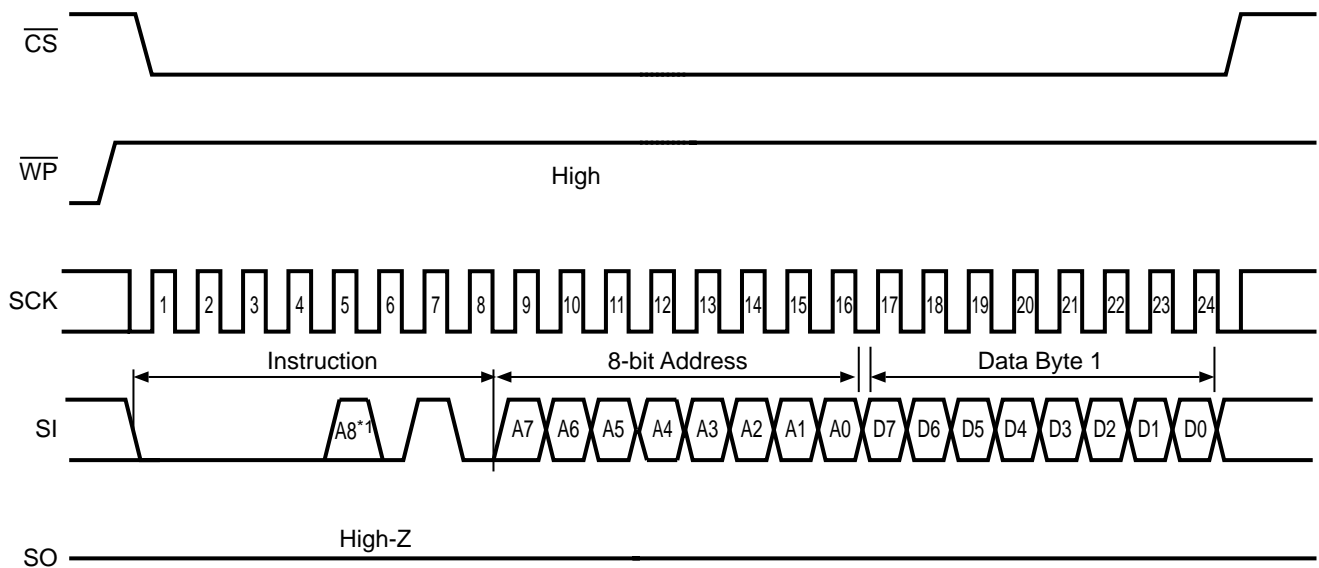 CS
WP
High
SCK
1 2 3 4 5 6 7 8 9 10 11 12 13 14 15 16 17 18 19 20 21 22 23 24
Instruction 8-bit Address Data Byte 1
SI
A8*1 A7 A6 A5 A4 A3 A2 A1 A0 D7 D6 D5 D4 D3 D2 D1 D0
High-Z
SO